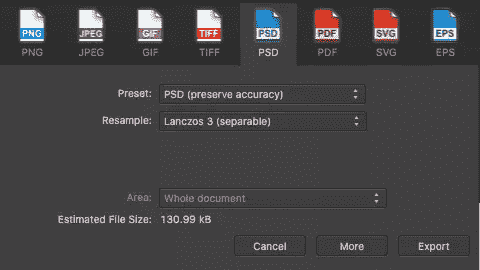 PNG JPEG GIF TIFF PSD PDF SVG EPS
PNG JPEG GIF TIFF PSD PDF SVG EPS
Preset: PSD (preserve accuracy)
Resample: Lanczos 3 (separable)
Area: Whole document
Estimated File Size: 130.99 kB
Cancel More Export